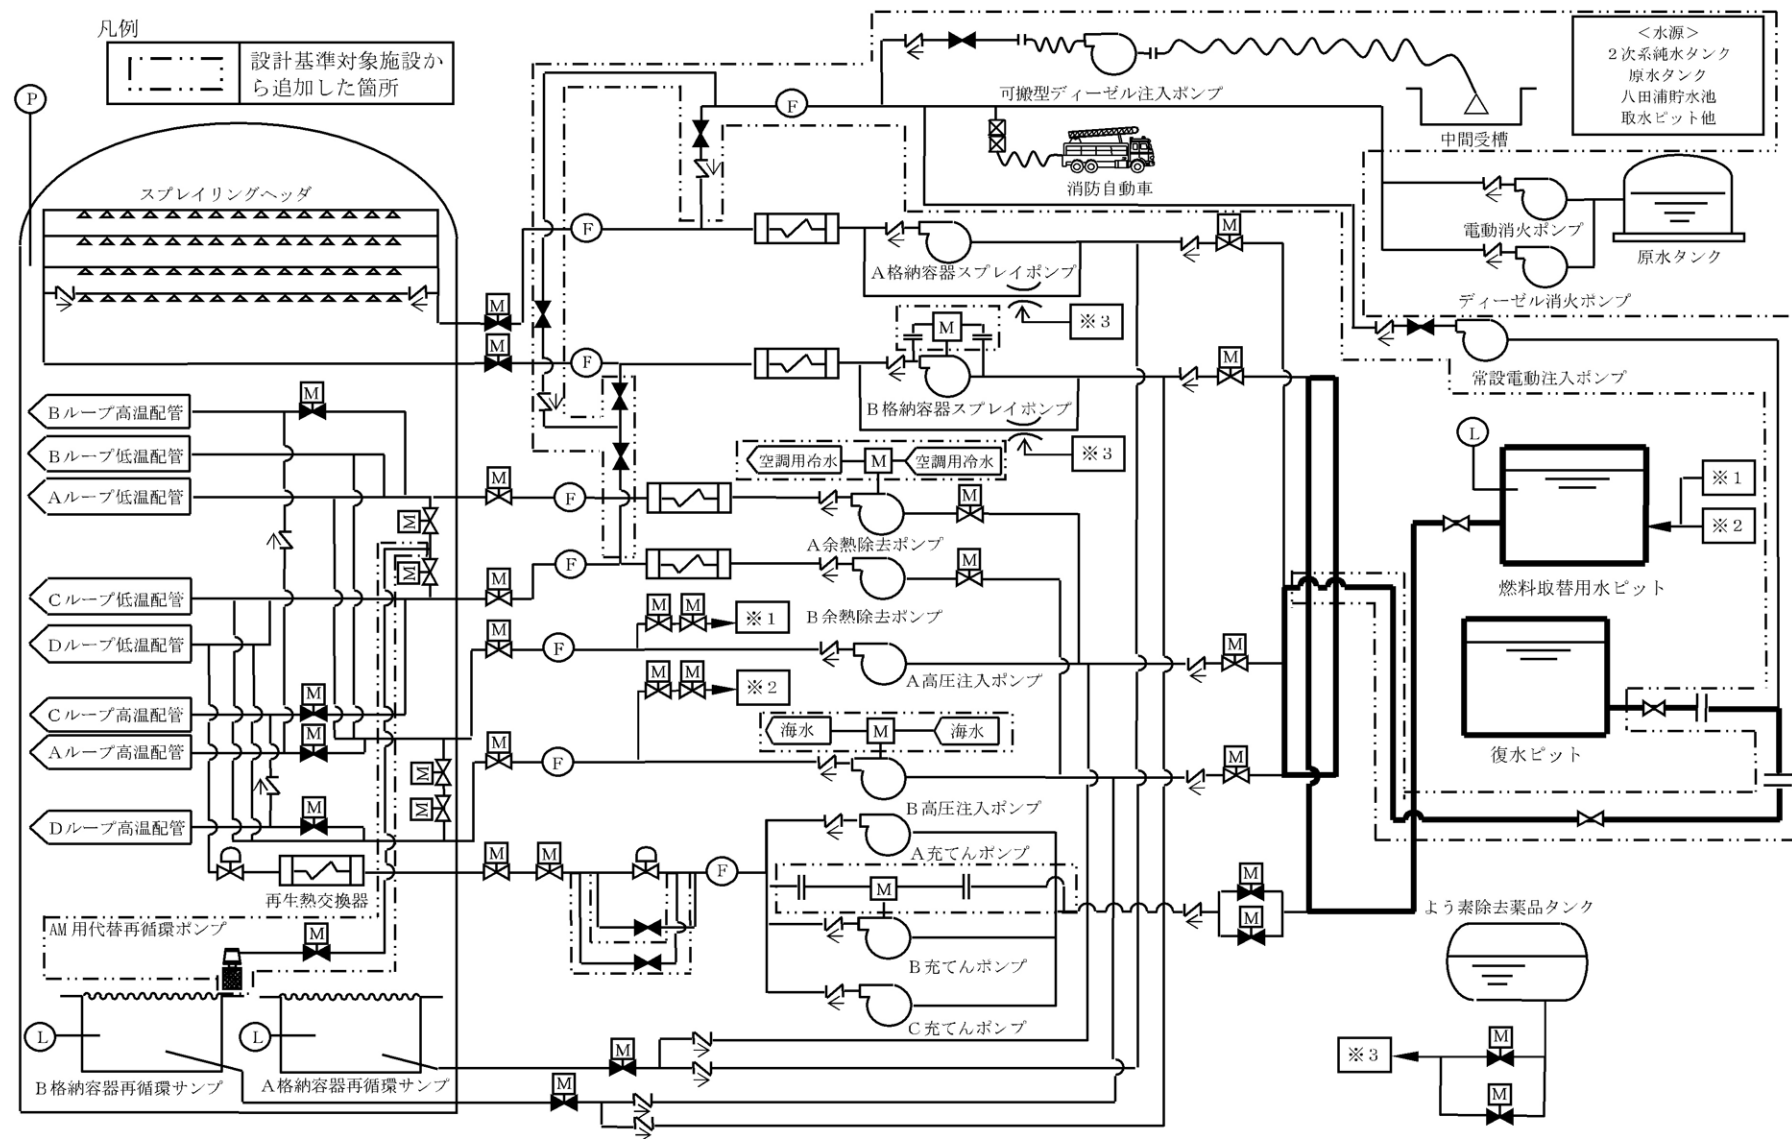 凡例
設計基準対象施設か
ら追加した箇所
P
スプレイリングヘッダ
<水源>
2次系純水タンク
原水タンク
八田浦貯水池
取水ピット他
可搬型ディーゼル注入ポンプ
中間受槽
F
消防自動車
電動消火ポンプ
ディーゼル消火ポンプ
原水タンク
常設電動注入ポンプ
M
F
M
A格納容器スプレイポンプ
※3
M
F
M
M
B格納容器スプレイポンプ
※3
Bループ高温配管
M
Bループ低温配管
Aループ低温配管
M
F
空調用冷水
M
空調用冷水
M
A余熱除去ポンプ
L
※1
※2
燃料取替用水ピット
M
M
Cループ低温配管
M
F
M
B余熱除去ポンプ
Dループ低温配管
M
F
M
M
※1
A高圧注入ポンプ
M
M
M
※2
Cループ高温配管
M
Aループ高温配管
M
M
F
海水
M
海水
B高圧注入ポンプ
M
復水ピット
M
M
Dループ高温配管
M
再生熱交換器
M
M
F
A充てんポンプ
M
B充てんポンプ
C充てんポンプ
M
M
よう素除去薬品タンク
AM用代替再循環ポンプ
M
L
B格納容器再循環サンプ
L
A格納容器再循環サンプ
M
M
※3
M
M